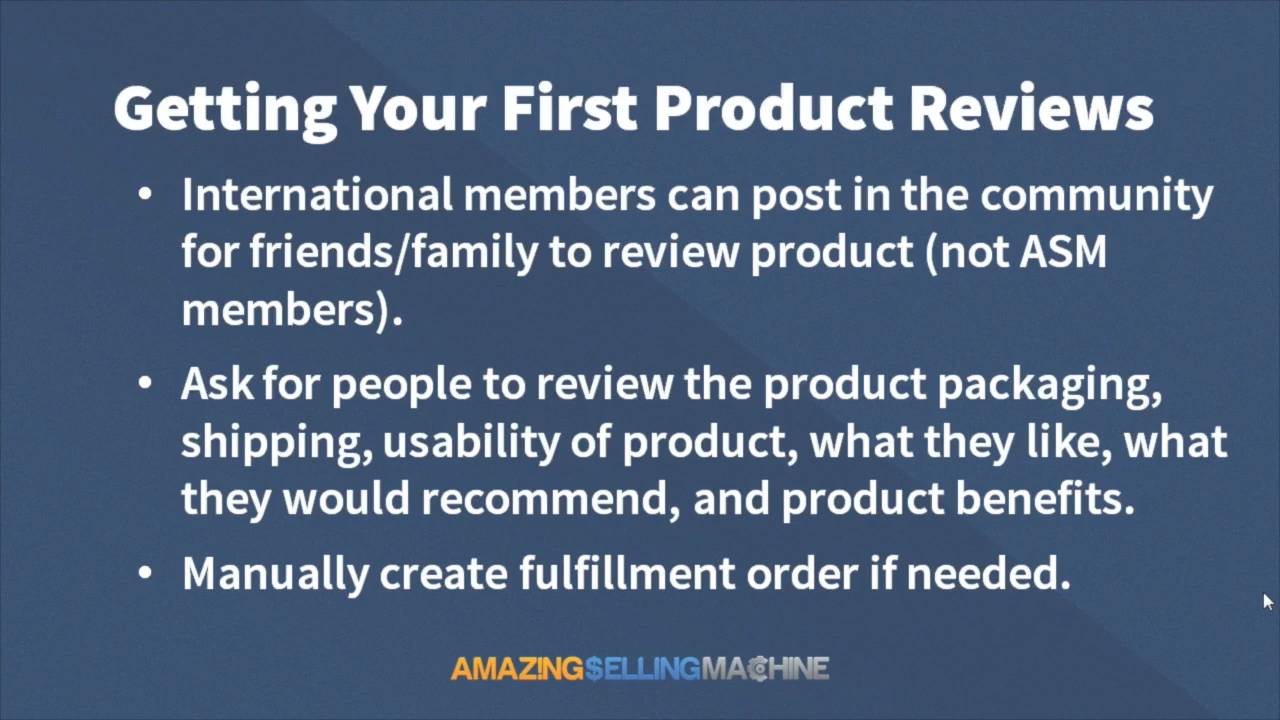 Getting Your First Product Reviews
• International members can post in the community
for friends/family to review product (not ASM
members).
• Ask for people to review the product packaging,
shipping, usability of product, what they like, what
they would recommend, and product benefits.
• Manually create fulfillment order if needed.
AMAZING$ELLINGMACHINE